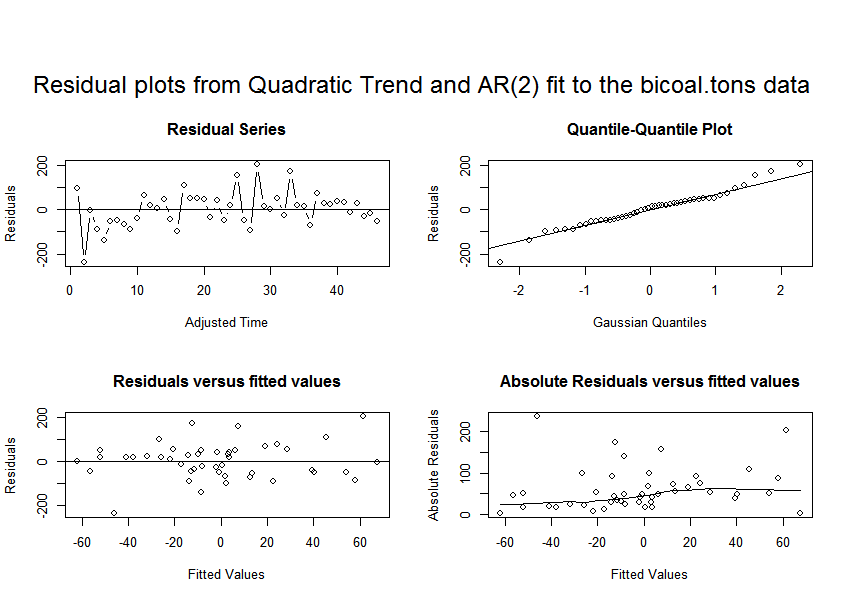 Residual plots from Quadratic Trend and AR(2) fit to the bicoal.tons data
Residual Series
Residuals
-200 0 200
0 10 20 30 40
Adjusted Time
Quantile-Quantile Plot
Residuals
-200 0 200
-2 -1 0 1 2
Gaussian Quantiles
Residuals versus fitted values
Residuals
-200 0 200
-60 -40 -20 0 20 40 60
Fitted Values
Absolute Residuals versus fitted values
Absolute Residuals
0 50 100 200
-60 -40 -20 0 20 40 60
Fitted Values